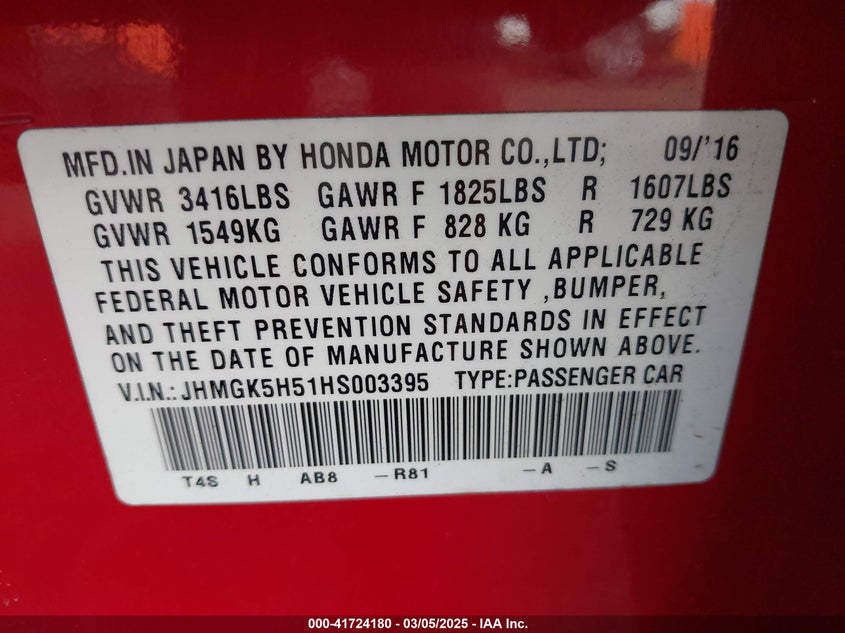 MFD.IN JAPAN BY HONDA MOTOR CO.,LTD; 09/'16
GVWR 3416LBS GAWR F 1825LBS R 1607LBS
GVWR 1549KG GAWR F 828 KG R 729 KG
THIS VEHICLE CONFORMS TO ALL APPLICABLE
FEDERAL MOTOR VEHICLE SAFETY ,BUMPER,
AND THEFT PREVENTION STANDARDS IN EFFECT
ON THE DATE OF MANUFACTURE SHOWN ABOVE.
V.I.N.: JHMGK5H51HS003395 TYPE:PASSENGER CAR
T4S H AB8 –R81 –A –S
000-41724180 - 03/05/2025 - IAA Inc.